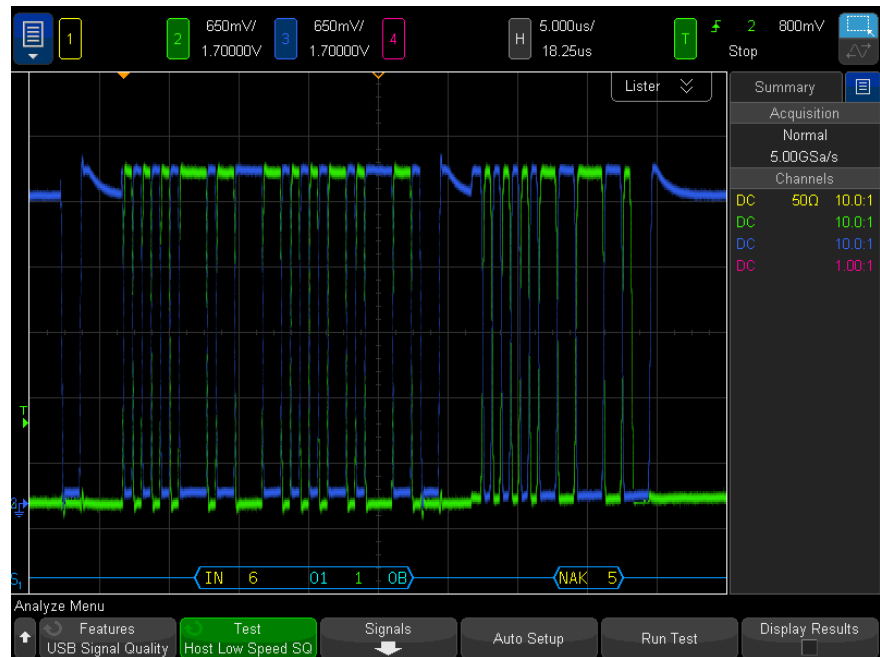 1 2 650mV/ 3 650mV/ 4 H 5.000us/ T 2 800mV
1.70000V 1.70000V 18.25us Stop
Lister Summary
Acquisition
Normal
5.00GSa/s
Channels
DC 50Ω 10.0:1
DC 10.0:1
DC 10.0:1
DC 1.00:1
T
S1 IN 6 01 1 0B NAK 5
Analyze Menu
Features Test Signals Auto Setup Run Test Display Results
USB Signal Quality Host Low Speed SQ